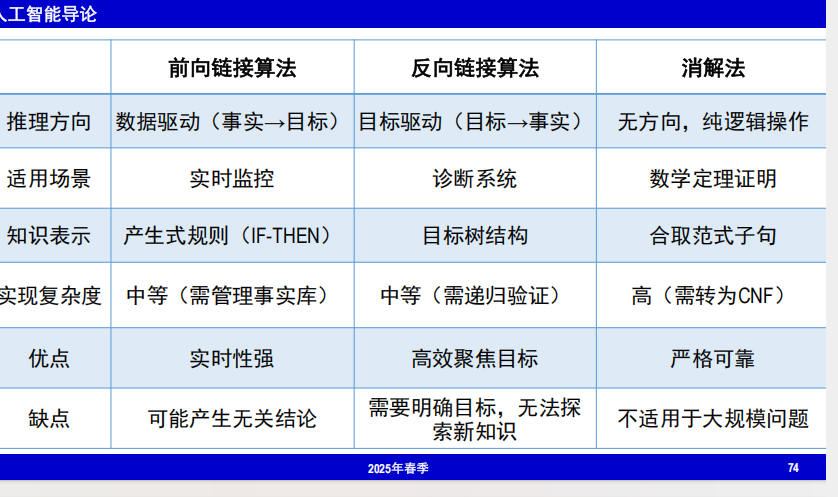 人工智能导论
前向链接算法 反向链接算法 消解法
推理方向 数据驱动（事实→目标） 目标驱动（目标→事实） 无方向，纯逻辑操作
适用场景 实时监控 诊断系统 数学定理证明
知识表示 产生式规则（IF-THEN） 目标树结构 合取范式子句
实现复杂度 中等（需管理事实库） 中等（需递归验证） 高（需转为CNF）
优点 实时性强 高效聚焦目标 严格可靠
缺点 可能产生无关结论 需要明确目标，无法探
索新知识 不适用于大规模问题
2025年春季 74